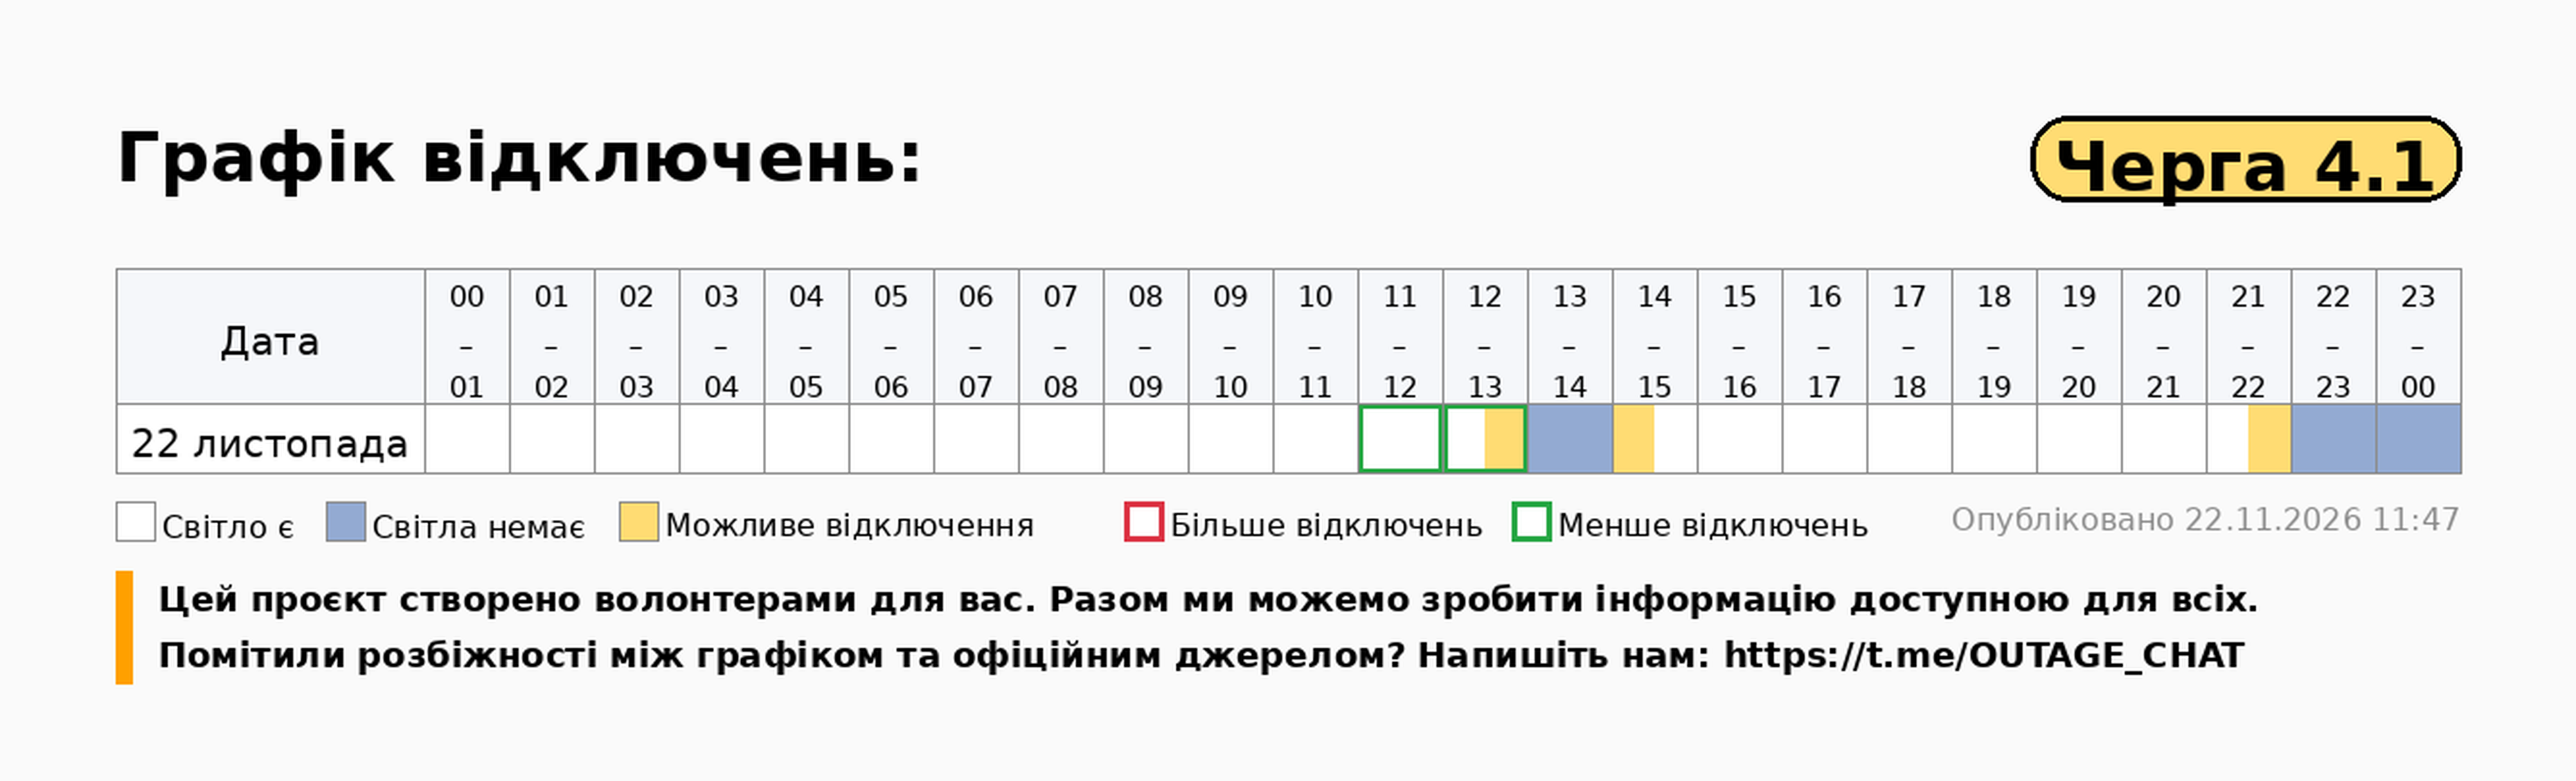 Графік відключень:
Черга 4.1
Дата
00 – 01
01 – 02
02 – 03
03 – 04
04 – 05
05 – 06
06 – 07
07 – 08
08 – 09
09 – 10
10 – 11
11 – 12
12 – 13
13 – 14
14 – 15
15 – 16
16 – 17
17 – 18
18 – 19
19 – 20
20 – 21
21 – 22
22 – 23
23 – 00
22 листопада
Світло є
Світла немає
Можливе відключення
Більше відключень
Менше відключень
Опубліковано 22.11.2026 11:47
Цей проєкт створено волонтерами для вас. Разом ми можемо зробити інформацію доступною для всіх.
Помітили розбіжності між графіком та офіційним джерелом? Напишіть нам: https://t.me/OUTAGE_CHAT